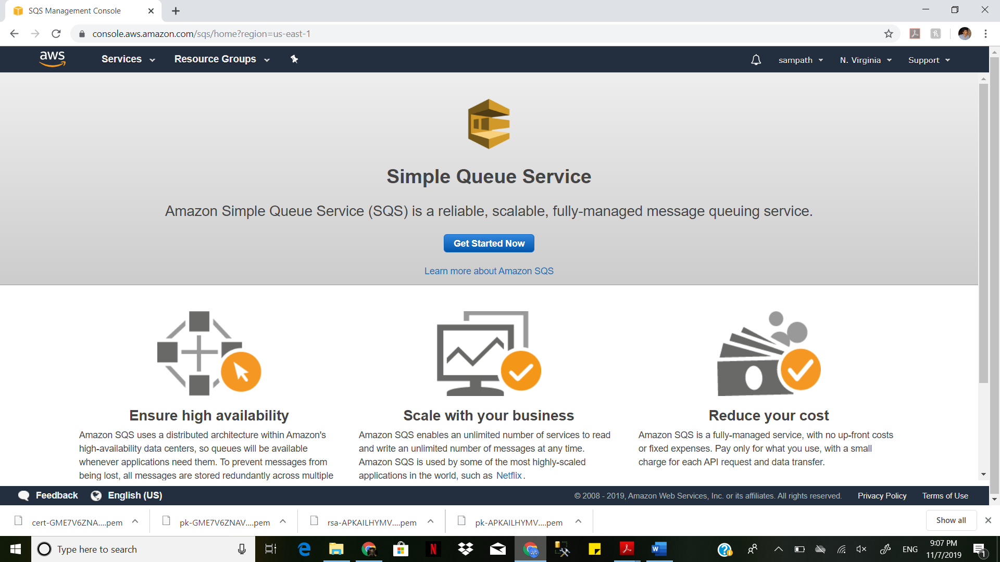 SQS Management Console
console.aws.amazon.com/sqs/home?region=us-east-1
aws
Services
Resource Groups
sampath
N. Virginia
Support
Simple Queue Service
Amazon Simple Queue Service (SQS) is a reliable, scalable, fully-managed message queuing service.
Get Started Now
Learn more about Amazon SQS
Ensure high availability
Amazon SQS uses a distributed architecture within Amazon's
high-availability data centers, so queues will be available
whenever applications need them. To prevent messages from
being lost, all messages are stored redundantly across multiple
Scale with your business
Amazon SQS enables an unlimited number of services to read
and write an unlimited number of messages at any time.
Amazon SQS is used by some of the most highly-scaled
applications in the world, such as Netflix.
Reduce your cost
Amazon SQS is a fully-managed service, with no up-front costs
or fixed expenses. Pay only for what you use, with a small
charge for each API request and data transfer.
Feedback
English (US)
© 2008 - 2019, Amazon Web Services, Inc. or its affiliates. All rights reserved.
Privacy Policy
Terms of Use
cert-GME7V6ZNA....pem
pk-GME7V6ZNAV....pem
rsa-APKAILHYMV....pem
pk-APKAILHYMV....pem
Show all
Type here to search
N
W
ENG
9:07 PM
11/7/2019
1